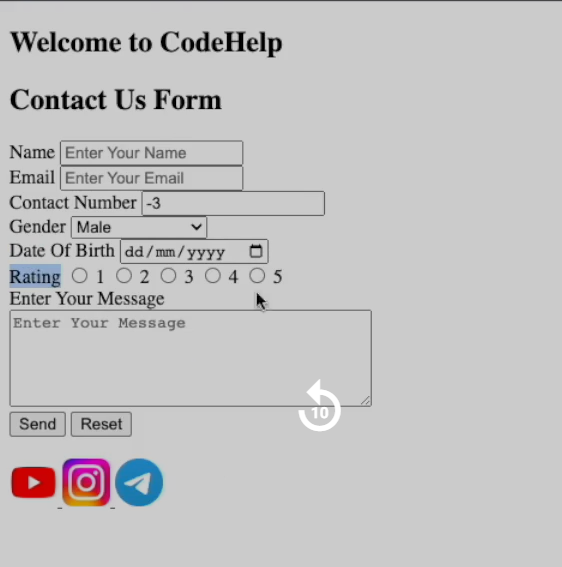 Welcome to CodeHelp
Contact Us Form
Name Enter Your Name
Email Enter Your Email
Contact Number -3
Gender Male
Date Of Birth dd/mm/yyyy
Rating 1 2 3 4 5
Enter Your Message
Enter Your Message
10
Send Reset